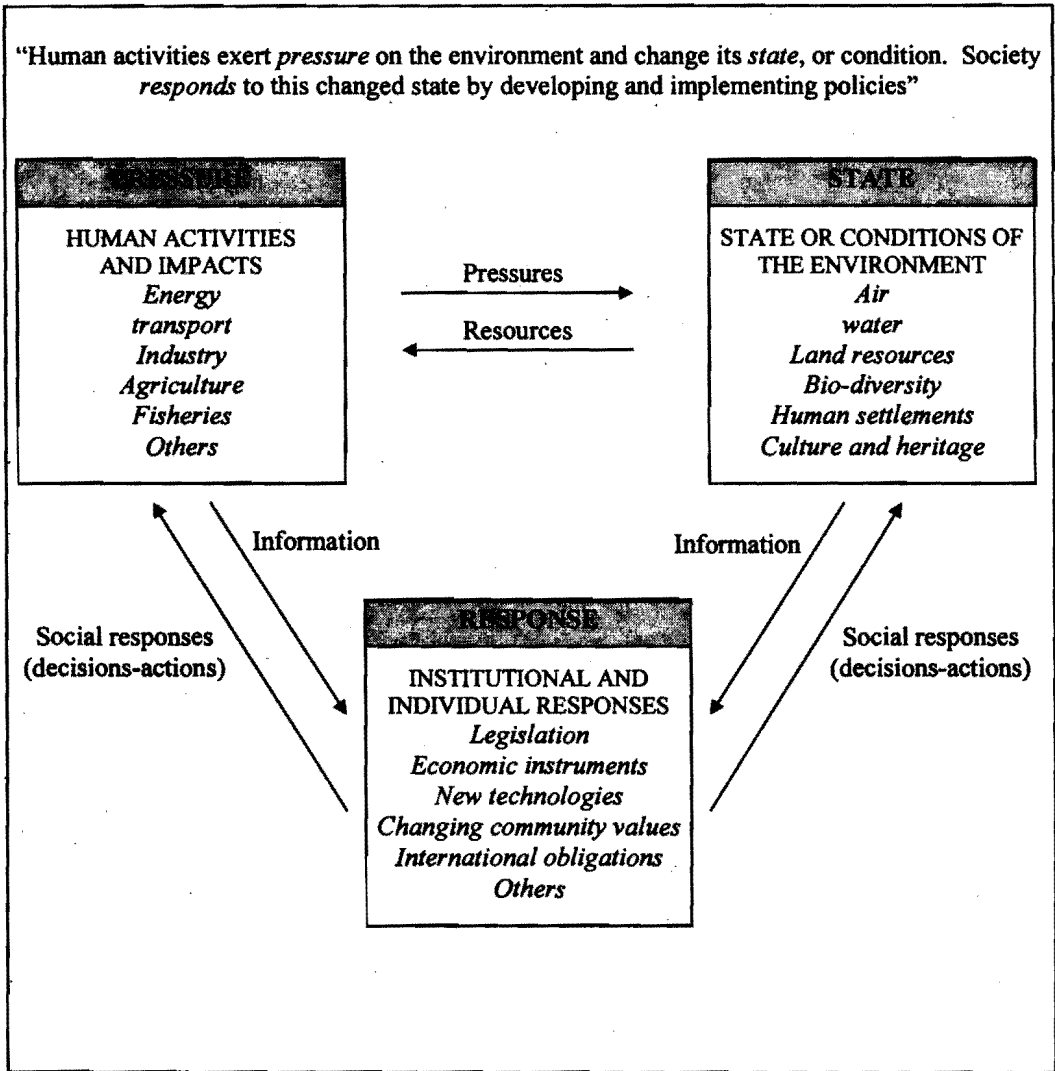 “Human activities exert pressure on the environment and change its state, or condition. Society
responds to this changed state by developing and implementing policies”
PRESSURE
HUMAN ACTIVITIES
AND IMPACTS
Energy
transport
Industry
Agriculture
Fisheries
Others
Pressures
Resources
STATE
STATE OR CONDITIONS OF
THE ENVIRONMENT
Air
water
Land resources
Bio-diversity
Human settlements
Culture and heritage
Information
Information
Social responses
(decisions-actions)
RESPONSE
INSTITUTIONAL AND
INDIVIDUAL RESPONSES
Legislation
Economic instruments
New technologies
Changing community values
International obligations
Others
Social responses
(decisions-actions)